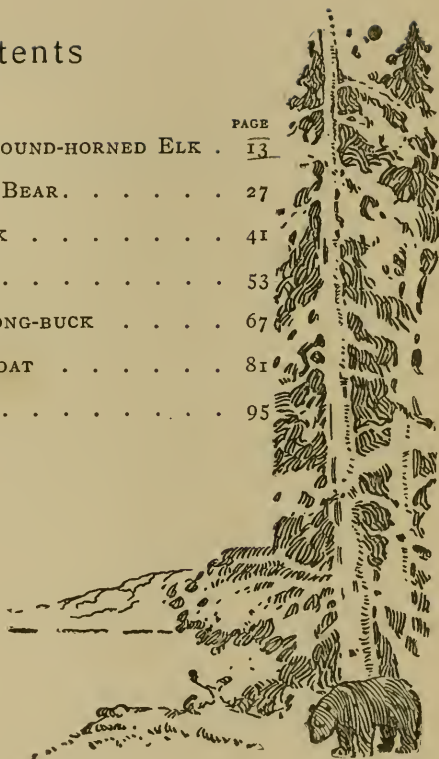 tents
PAGE
OUND-HORNED ELK . 13
BEAR. . . . . . . 27
K . . . . . . . . . 41
. . . . . . . . . . 53
ONG-BUCK . . . . 67
OAT . . . . . . 81
. . . . . . . . . . 95